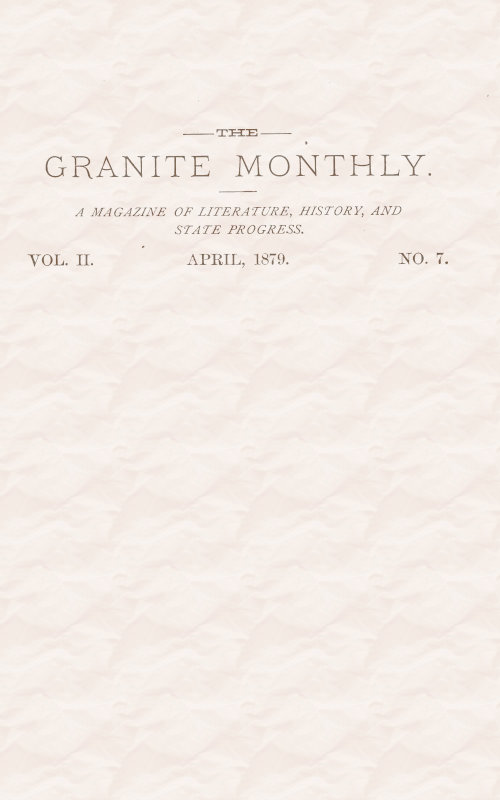 THE
GRANITE MONTHLY.
A MAGAZINE OF LITERATURE, HISTORY, AND
STATE PROGRESS.
VOL. II. APRIL, 1879. NO. 7.